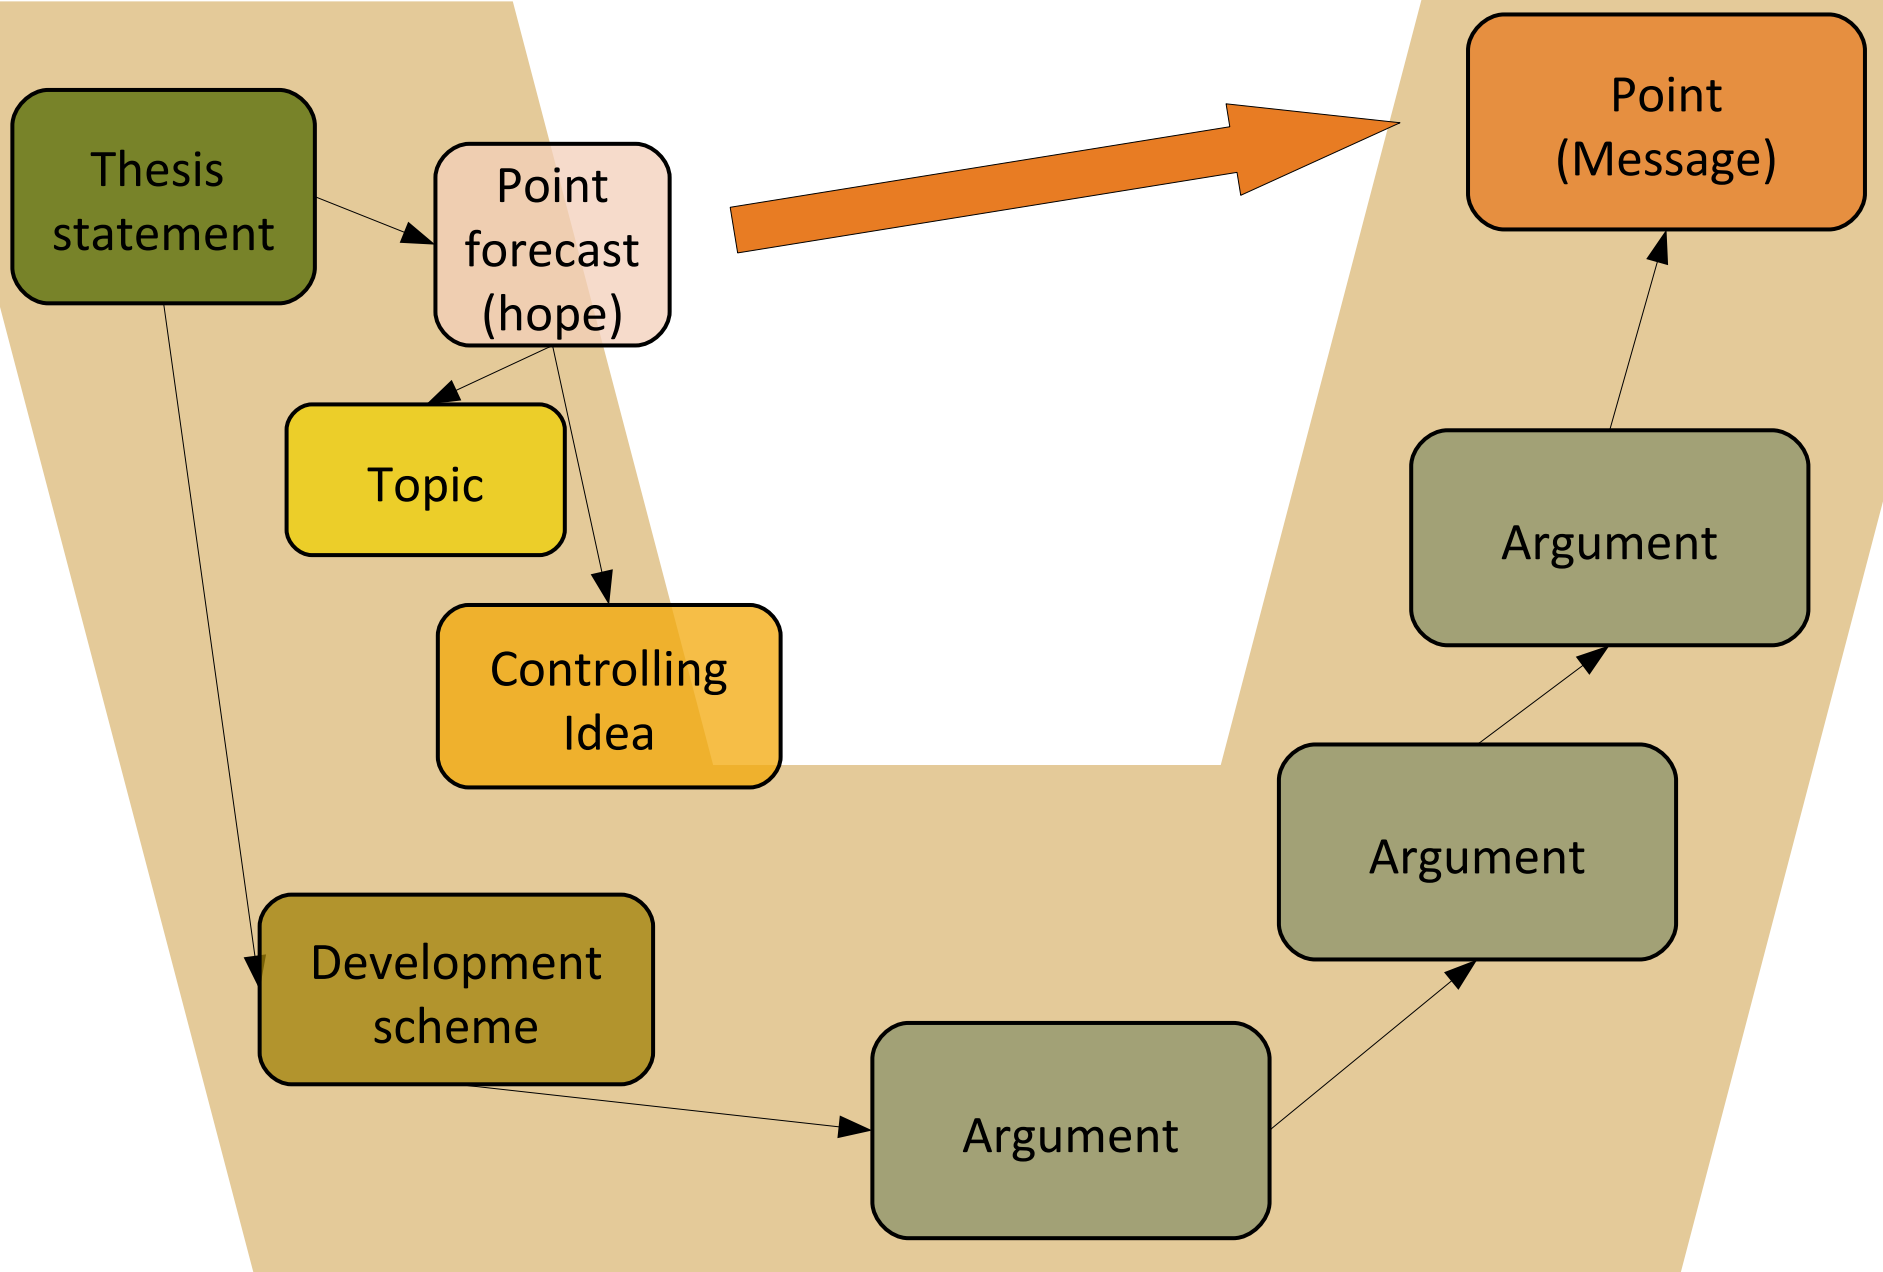 Thesis
statement
Point
forecast
(hope)
Point
(Message)
Topic
Controlling
Idea
Argument
Argument
Development
scheme
Argument